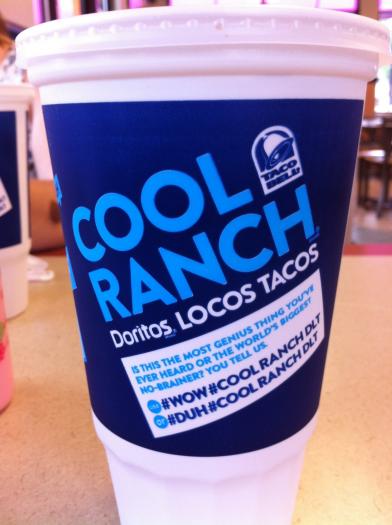 TACO
BELL
COOL
RANCH
Doritos LOCOS TACOS
IS THIS THE MOST GENIUS THING YOU'VE
EVER HEARD OR THE WORLD'S BIGGEST
NO-BRAINER? YOU TELL US.
#WOW#COOL RANCH DLT
or #DUH#COOL RANCH DLT